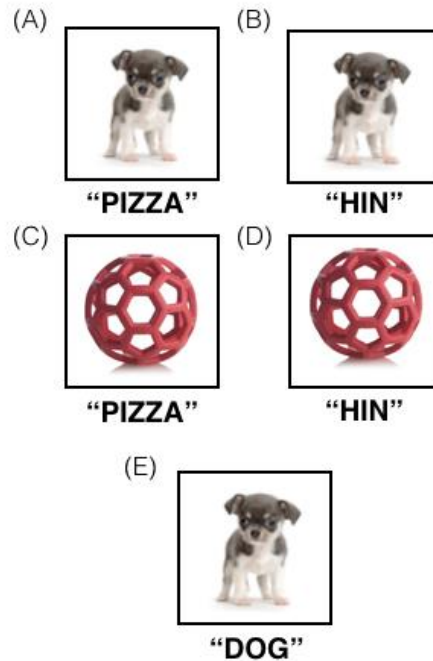 (A) (B)
“PIZZA” “HIN”
(C) (D)
“PIZZA” “HIN”
(E)
“DOG”